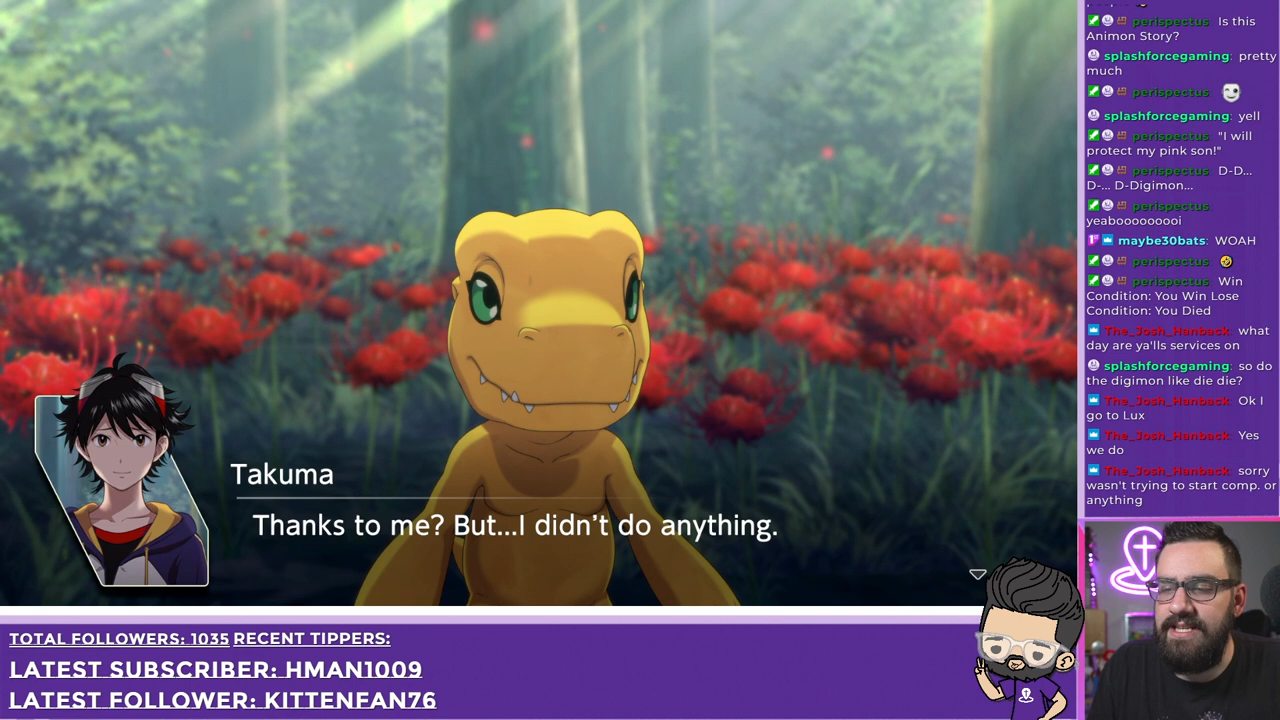 perispectus Is this
Animon Story?
splashforcegaming: pretty
much
perispectus
splashforcegaming: yell
perispectus "I will
protect my pink son!"
perispectus D-D...
D-... D-Digimon...
perispectus
yeabooooooooi
maybe30bats: WOAH
perispectus
perispectus Win
Condition: You Win Lose
Condition: You Died
The_Josh_Hanback what
day are ya'lls services on
splashforcegaming: so do
the digimon like die die?
The_Josh_Hanback Ok I
go to Lux
The_Josh_Hanback Yes
we do
The_Josh_Hanback sorry
wasn't trying to start comp. or
anything
Takuma
Thanks to me? But...I didn't do anything.
TOTAL FOLLOWERS: 1035 RECENT TIPPERS:
LATEST SUBSCRIBER: HMAN1009
LATEST FOLLOWER: KITTENFAN76